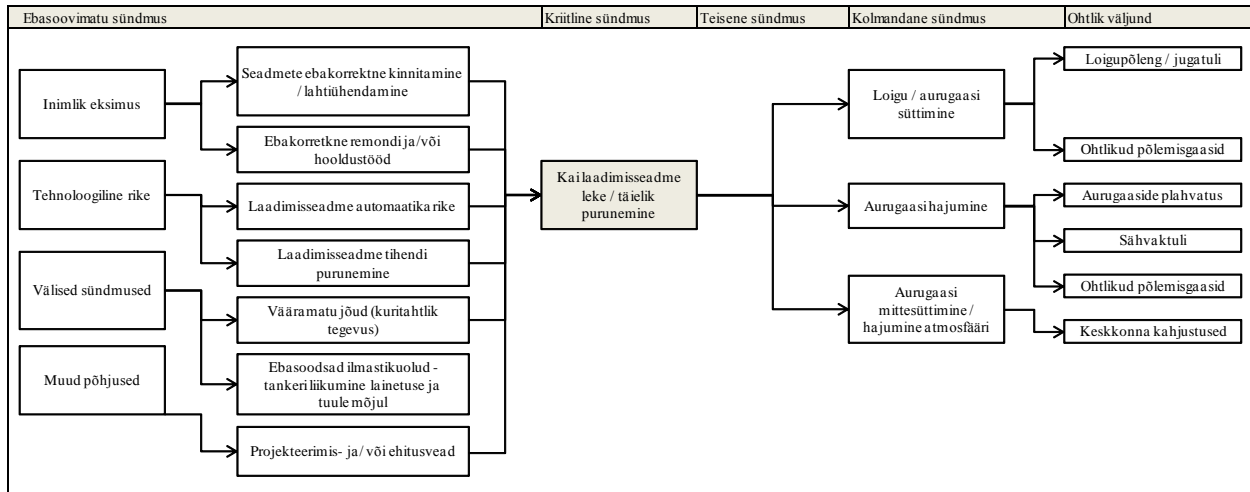 Ebasoovimatu sündmus
Kriitline sündmus
Teisene sündmus
Kolmandane sündmus
Ohtlik väljund
Inimlik eksimus
Tehnoloogiline rike
Välised sündmused
Muud põhjused
Seadmete ebakorrektne kinnitamine
/ lahtiühendamine
Ebakorretkne remondi ja/või
hooldustööd
Laadimisseadme automaatika rike
Laadimisseadme tihendi
purunemine
Vääramatu jõud (kuritahtlik
tegevus)
Ebasoodsad ilmastikuolud -
tankeri liikumine lainetuse ja
tuule mõjul
Projekteerimis- ja/ või ehitusvead
Kai laadimisseadme
leke / täielik
purunemine
Loigu / aurugaasi
süttimine
Aurugaasi hajumine
Aurugaasi
mittesüttimine /
hajumine atmosfääri
Loigupõleng / jugatuli
Ohtlikud põlemisgaasid
Aurugaaside plahvatus
Sähvaktuli
Ohtlikud põlemisgaasid
Keskkonna kahjustused